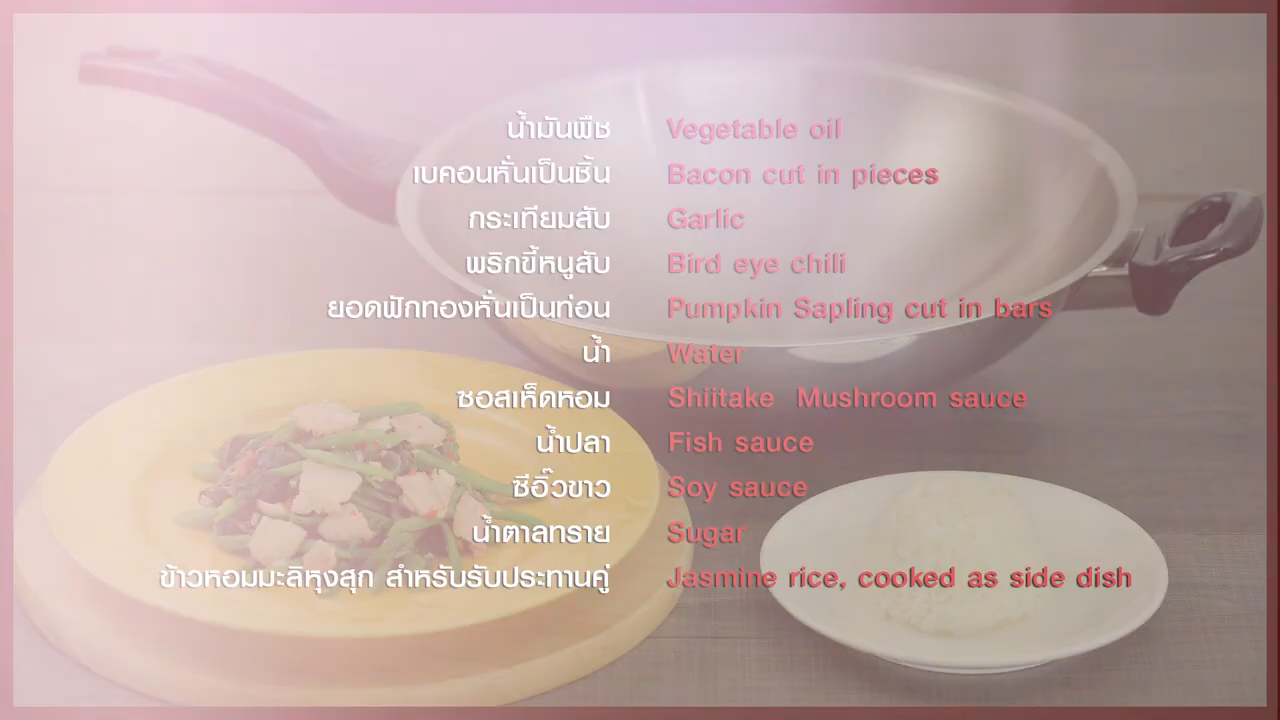 น้ำมันพืช Vegetable oil
เบคอนหั่นเป็นชิ้น Bacon cut in pieces
กระเทียมสับ Garlic
พริกขี้หนูสับ Bird eye chili
ยอดฟักทองหั่นเป็นท่อน Pumpkin Sapling cut in bars
น้ำ Water
ซอสเห็ดหอม Shiitake Mushroom sauce
น้ำปลา Fish sauce
ซีอิ๊วขาว Soy sauce
น้ำตาลทราย Sugar
ข้าวหอมมะลิหุงสุก สำหรับรับประทานคู่ Jasmine rice, cooked as side dish